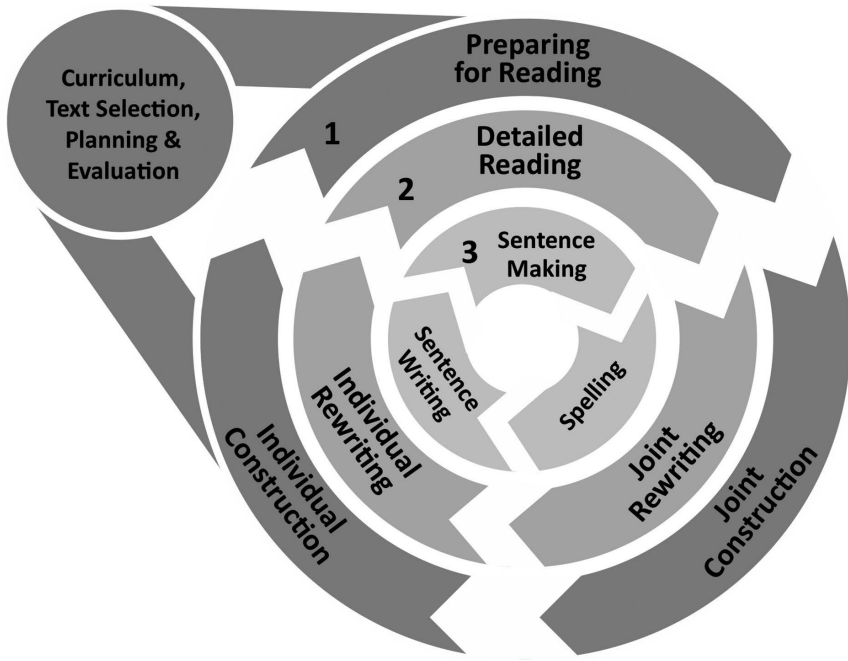 Curriculum,
Text Selection,
Planning &
Evaluation
Preparing
for Reading
1
Detailed
Reading
2
Sentence
Making
3
Spelling
Sentence
Writing
Joint
Rewriting
Individual
Rewriting
Joint
Construction
Individual
Construction